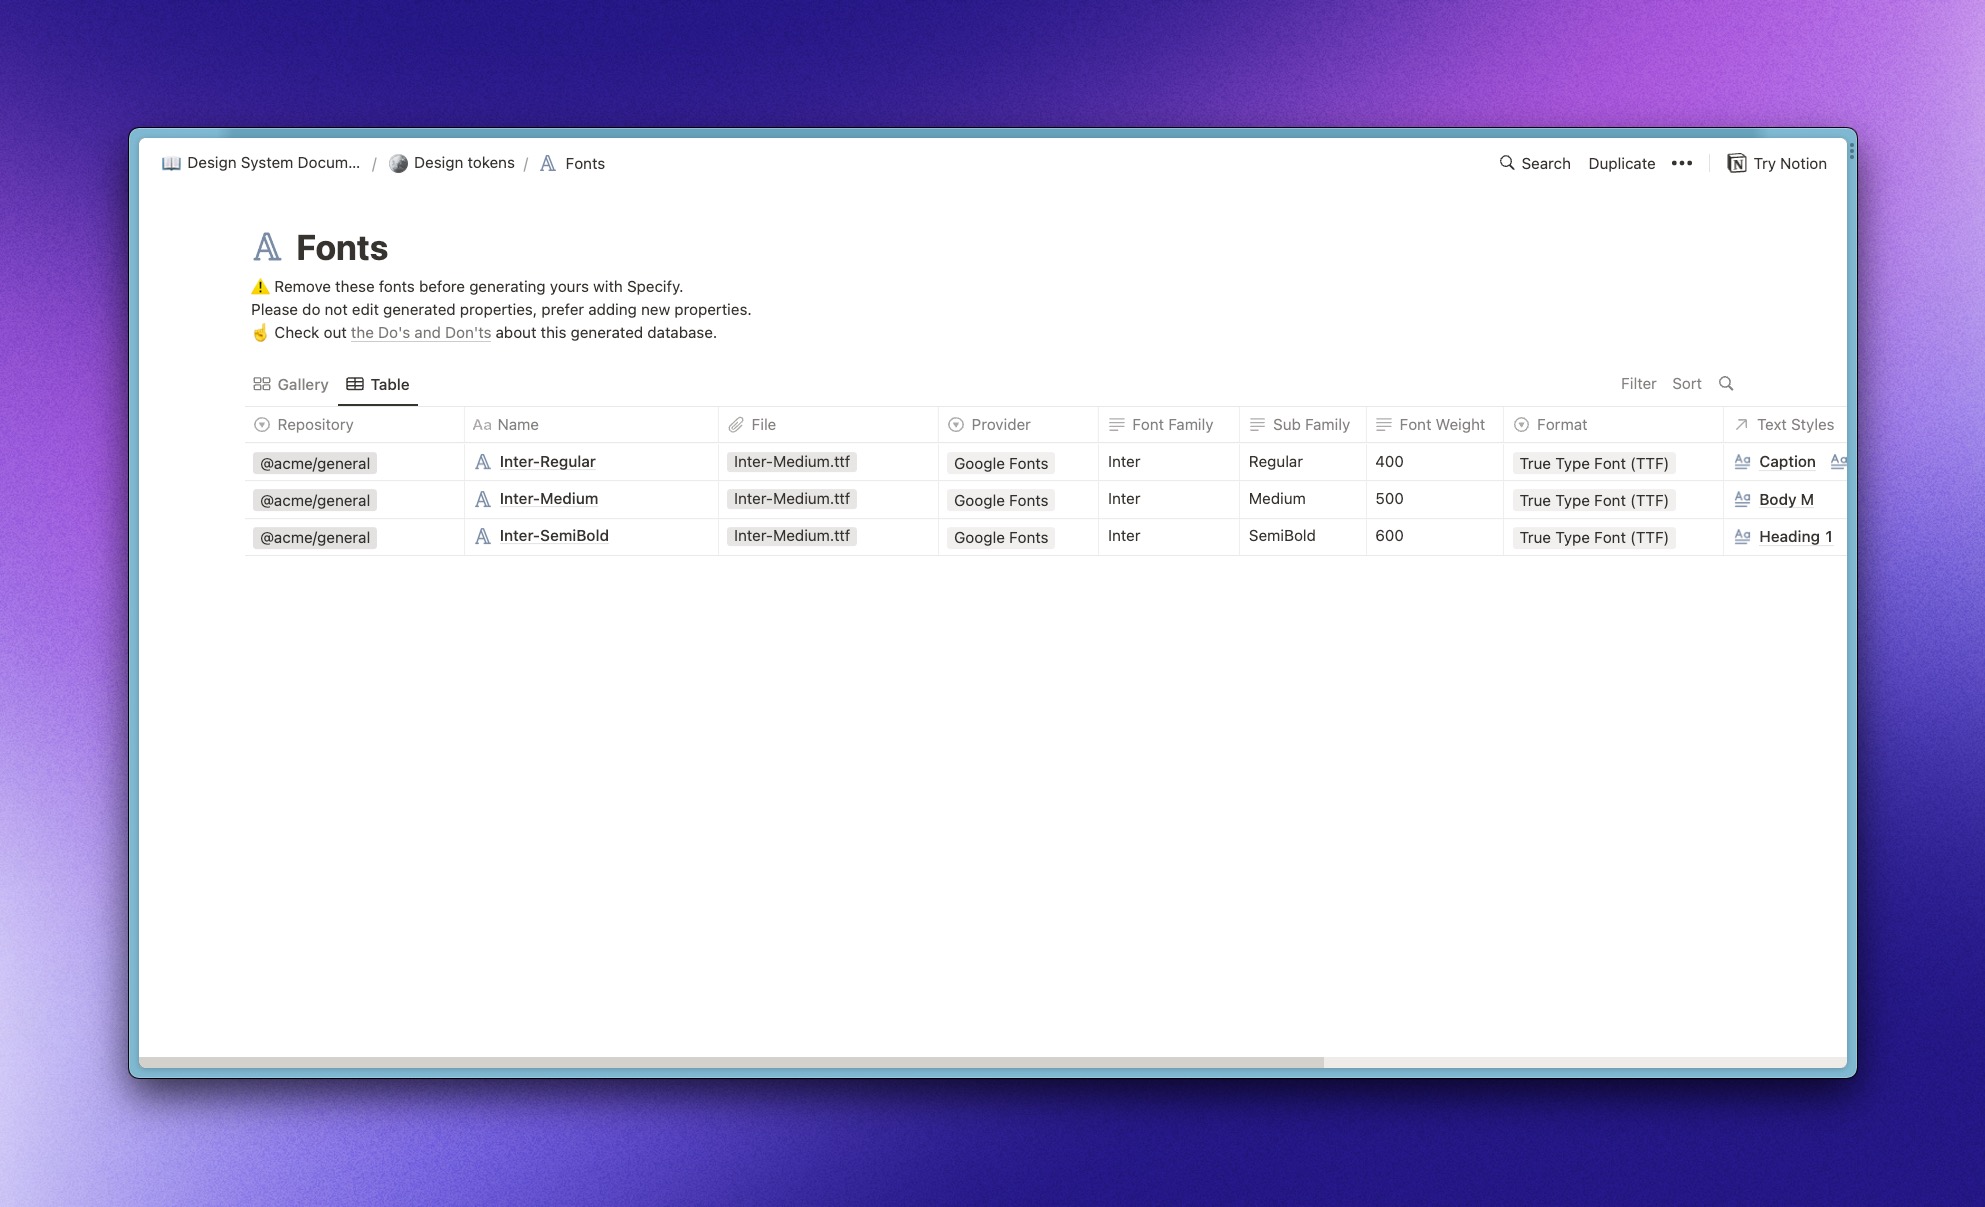 Design System Docum... / Design tokens / Fonts
Search Duplicate ••• Try Notion
Fonts
⚠️ Remove these fonts before generating yours with Specify.
Please do not edit generated properties, prefer adding new properties.
☝️ Check out the Do's and Don'ts about this generated database.
Gallery Table Filter Sort
Repository Aa Name File Provider Font Family Sub Family Font Weight Format Text Styles
@acme/general Inter-Regular Inter-Medium.ttf Google Fonts Inter Regular 400 True Type Font (TTF) Caption
@acme/general Inter-Medium Inter-Medium.ttf Google Fonts Inter Medium 500 True Type Font (TTF) Body M
@acme/general Inter-SemiBold Inter-Medium.ttf Google Fonts Inter SemiBold 600 True Type Font (TTF) Heading 1